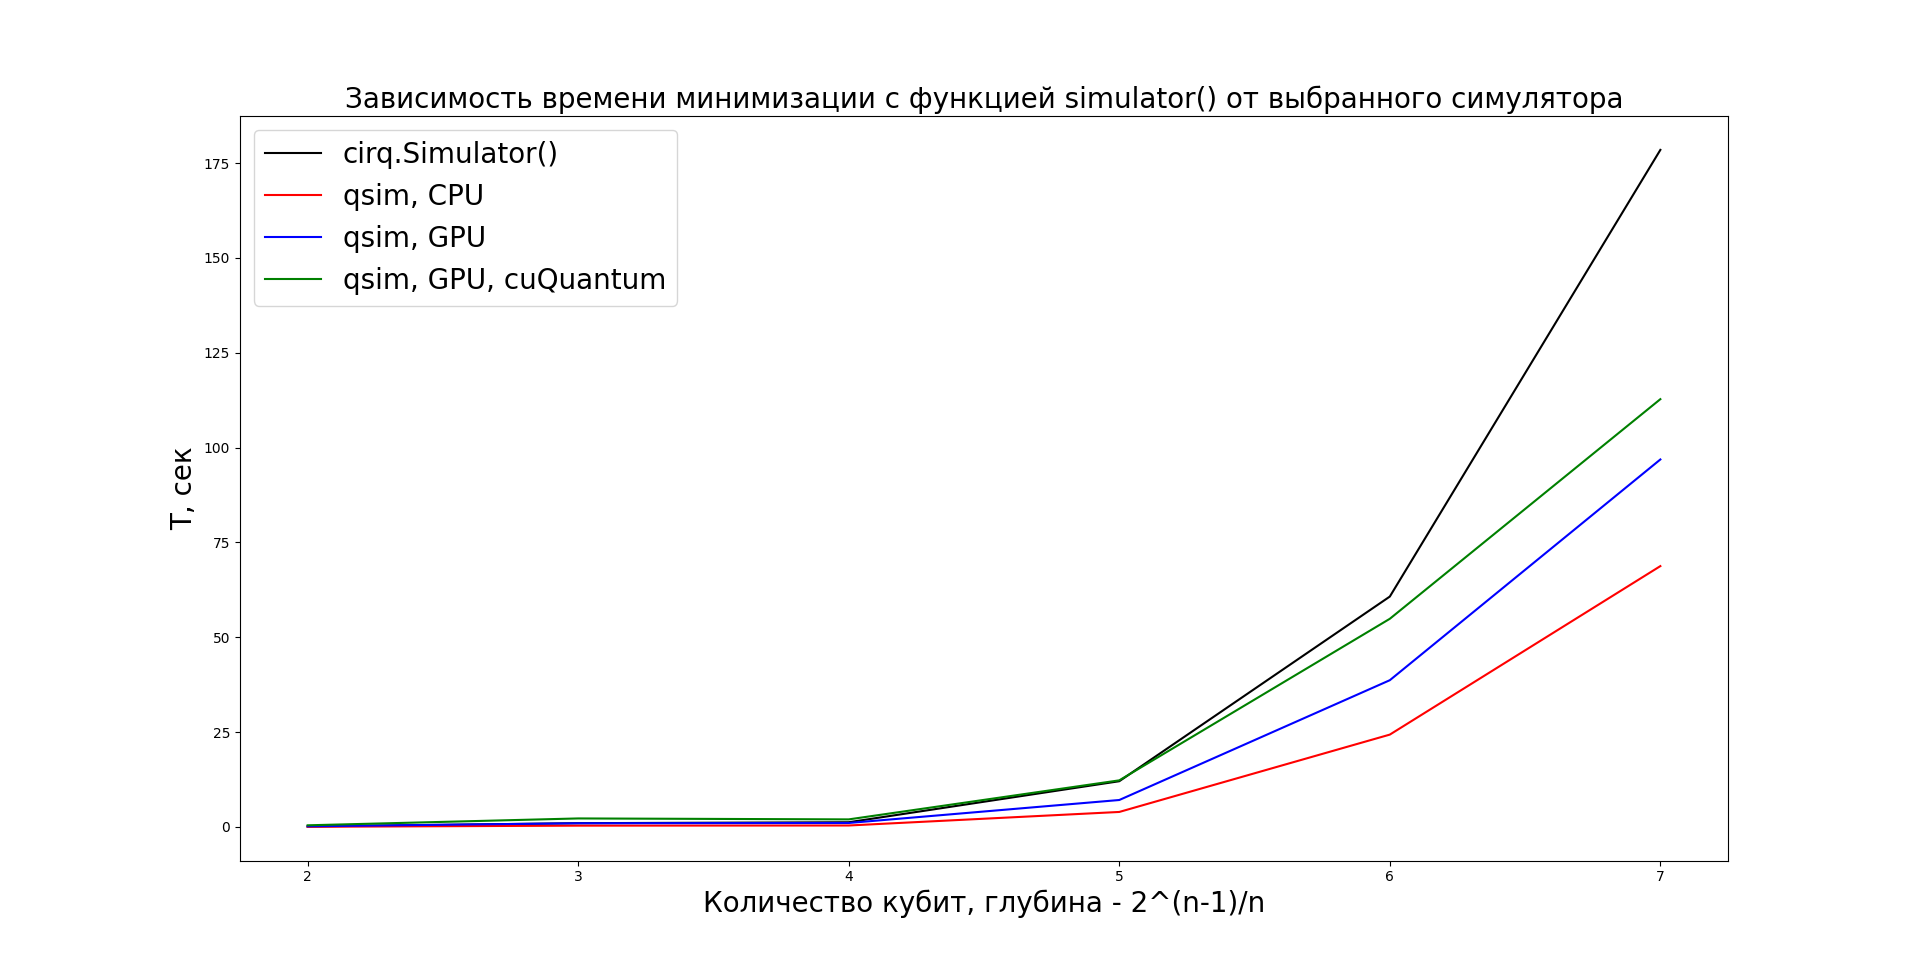 Зависимость времени минимизации с функцией simulator() от выбранного симулятора
cirq.Simulator()
qsim, CPU
qsim, GPU
qsim, GPU, cuQuantum
175
150
125
100
75
50
25
0
T, сек
2 3 4 5 6 7
Количество кубит, глубина - 2^(n-1)/n